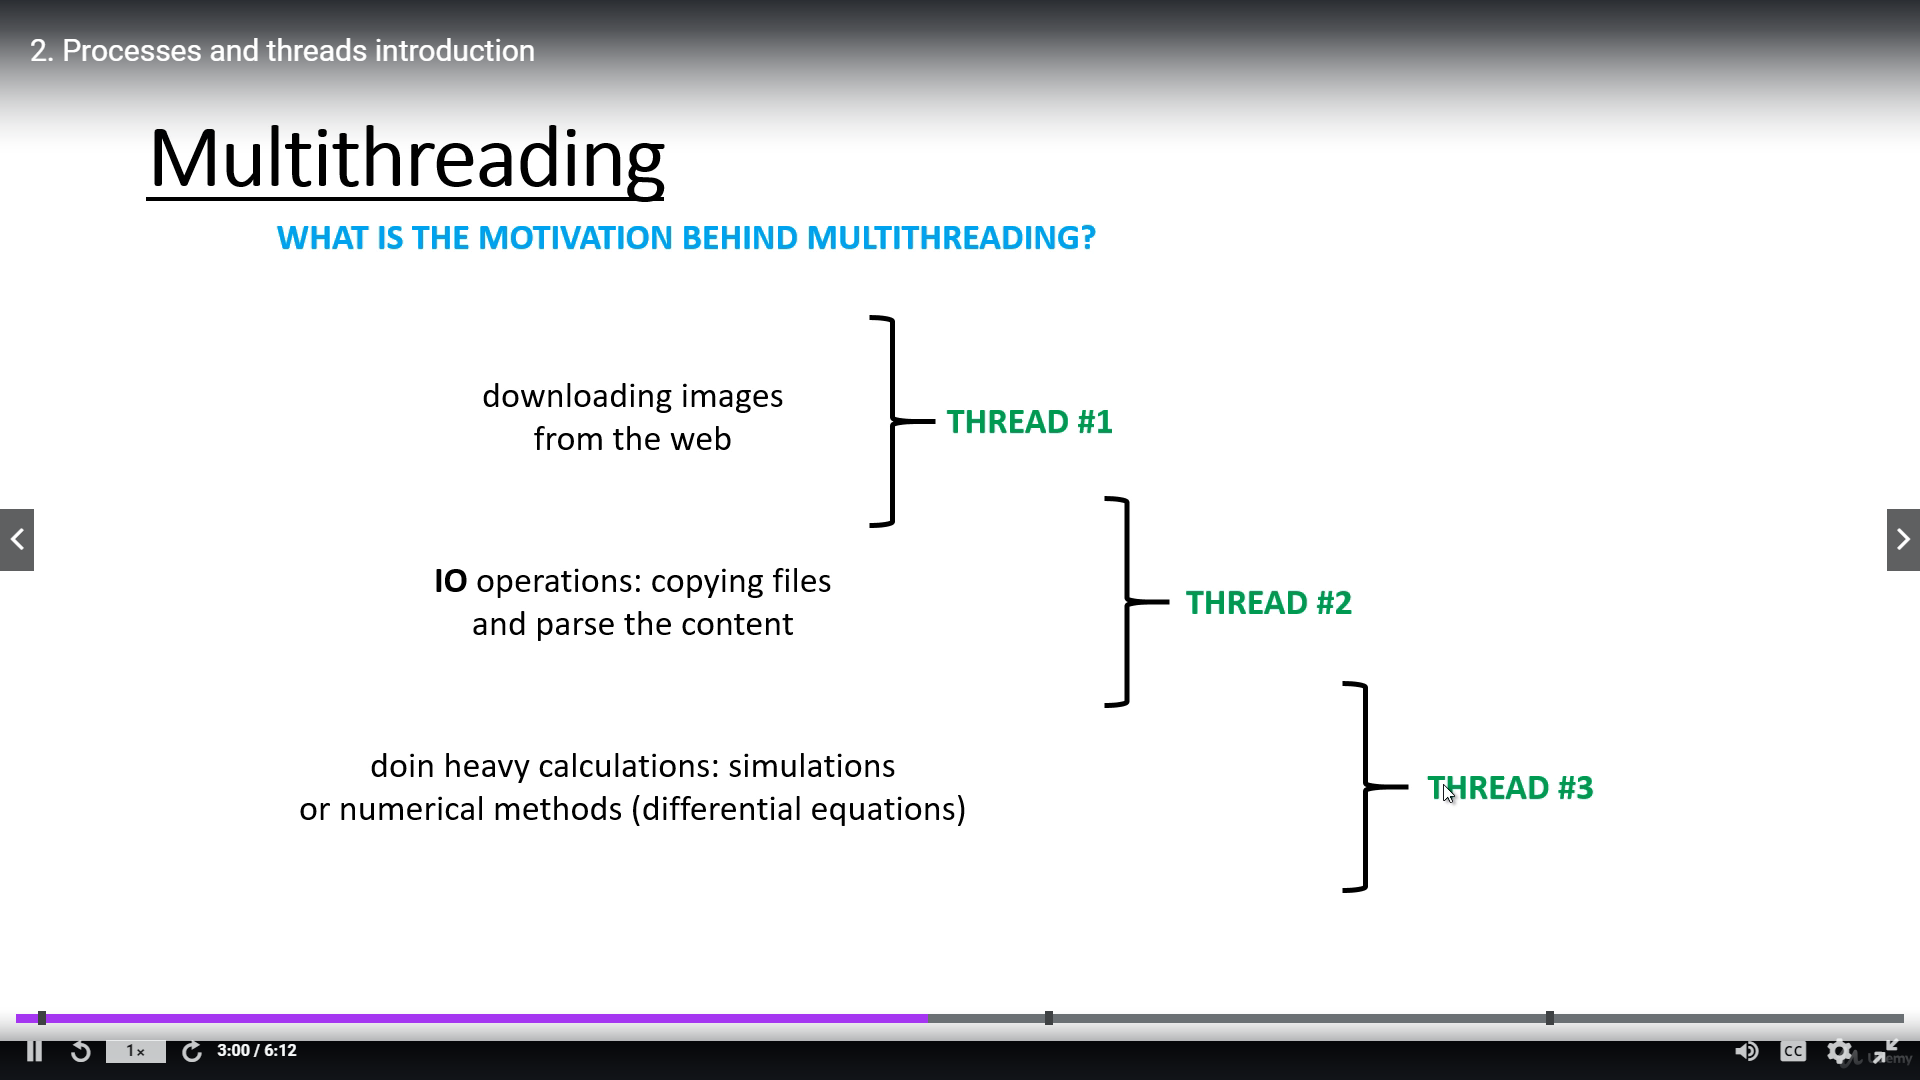 2. Processes and threads introduction
Multithreading
WHAT IS THE MOTIVATION BEHIND MULTITHREADING?
downloading images
from the web
THREAD #1
IO operations: copying files
and parse the content
THREAD #2
doin heavy calculations: simulations
or numerical methods (differential equations)
THREAD #3
1×
3:00 / 6:12
CC
Udemy